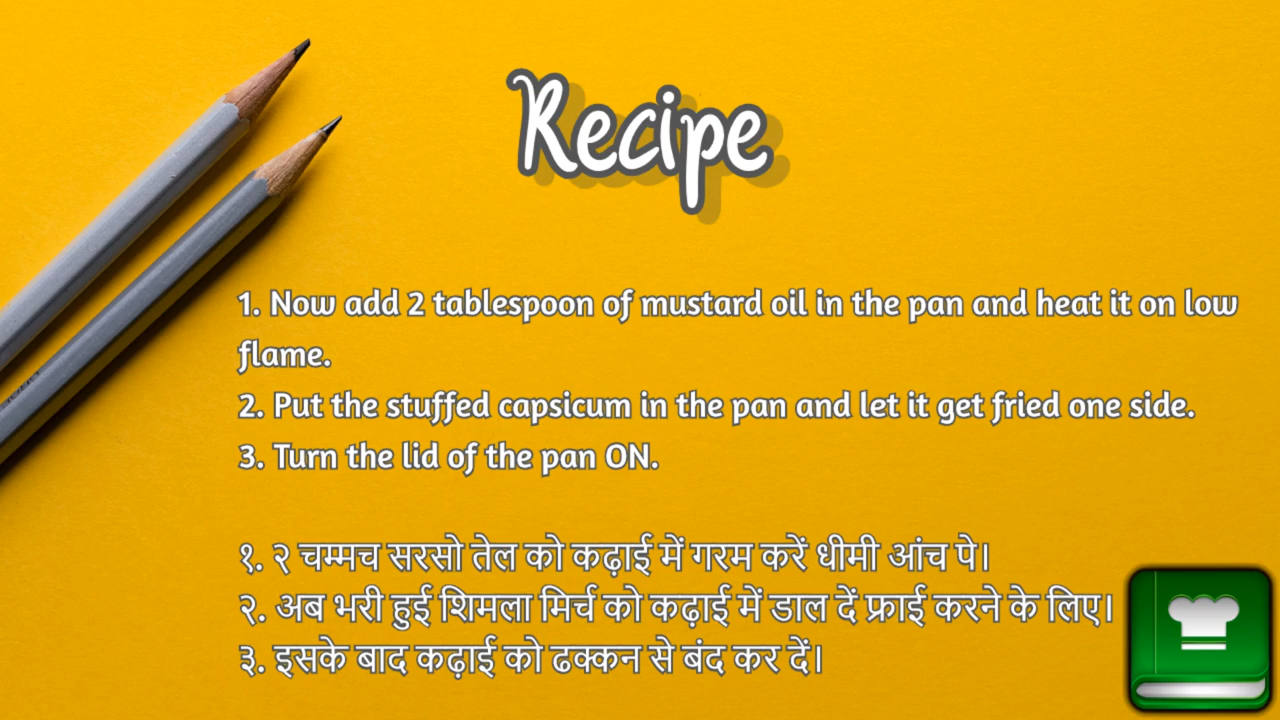 Recipe
1. Now add 2 tablespoon of mustard oil in the pan and heat it on low
flame.
2. Put the stuffed capsicum in the pan and let it get fried one side.
3. Turn the lid of the pan ON.
१. २ चम्मच सरसो तेल को कढ़ाई में गरम करें धीमी आंच पे।
२. अब भरी हुई शिमला मिर्च को कढ़ाई में डाल दें फ्राई करने के लिए।
३. इसके बाद कढ़ाई को ढक्कन से बंद कर दें।